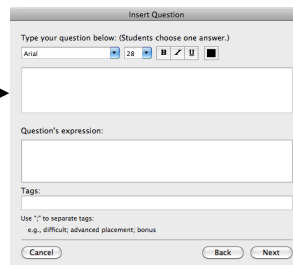 Insert Question
Type your question below: (Students choose one answer.)
Arial 28 B I U
Question's expression:
Tags:
Use ";" to separate tags:
e.g., difficult; advanced placement; bonus
Cancel Back Next